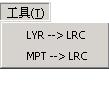 工具(T)
LYR --> LRC
MPT --> LRC